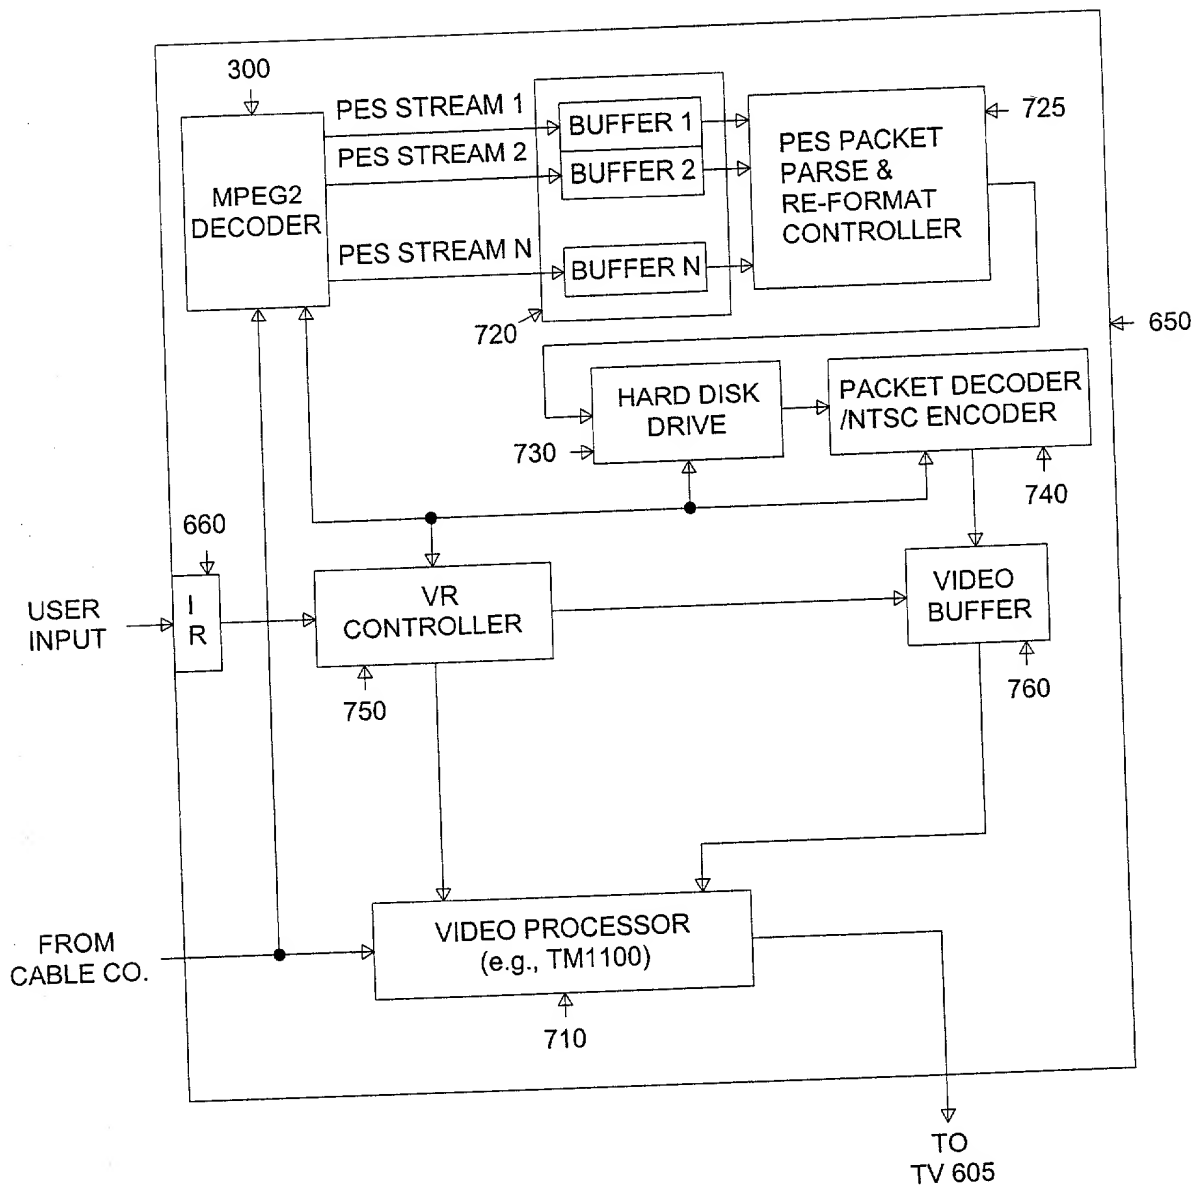 300
PES STREAM 1
PES STREAM 2
PES STREAM N
MPEG2
DECODER
BUFFER 1
BUFFER 2
BUFFER N
720
PES PACKET
PARSE &
RE-FORMAT
CONTROLLER
725
650
HARD DISK
DRIVE
730
PACKET DECODER
/NTSC ENCODER
740
660
USER
INPUT
I
R
VR
CONTROLLER
750
VIDEO
BUFFER
760
FROM
CABLE CO.
VIDEO PROCESSOR
(e.g., TM1100)
710
TO
TV 605